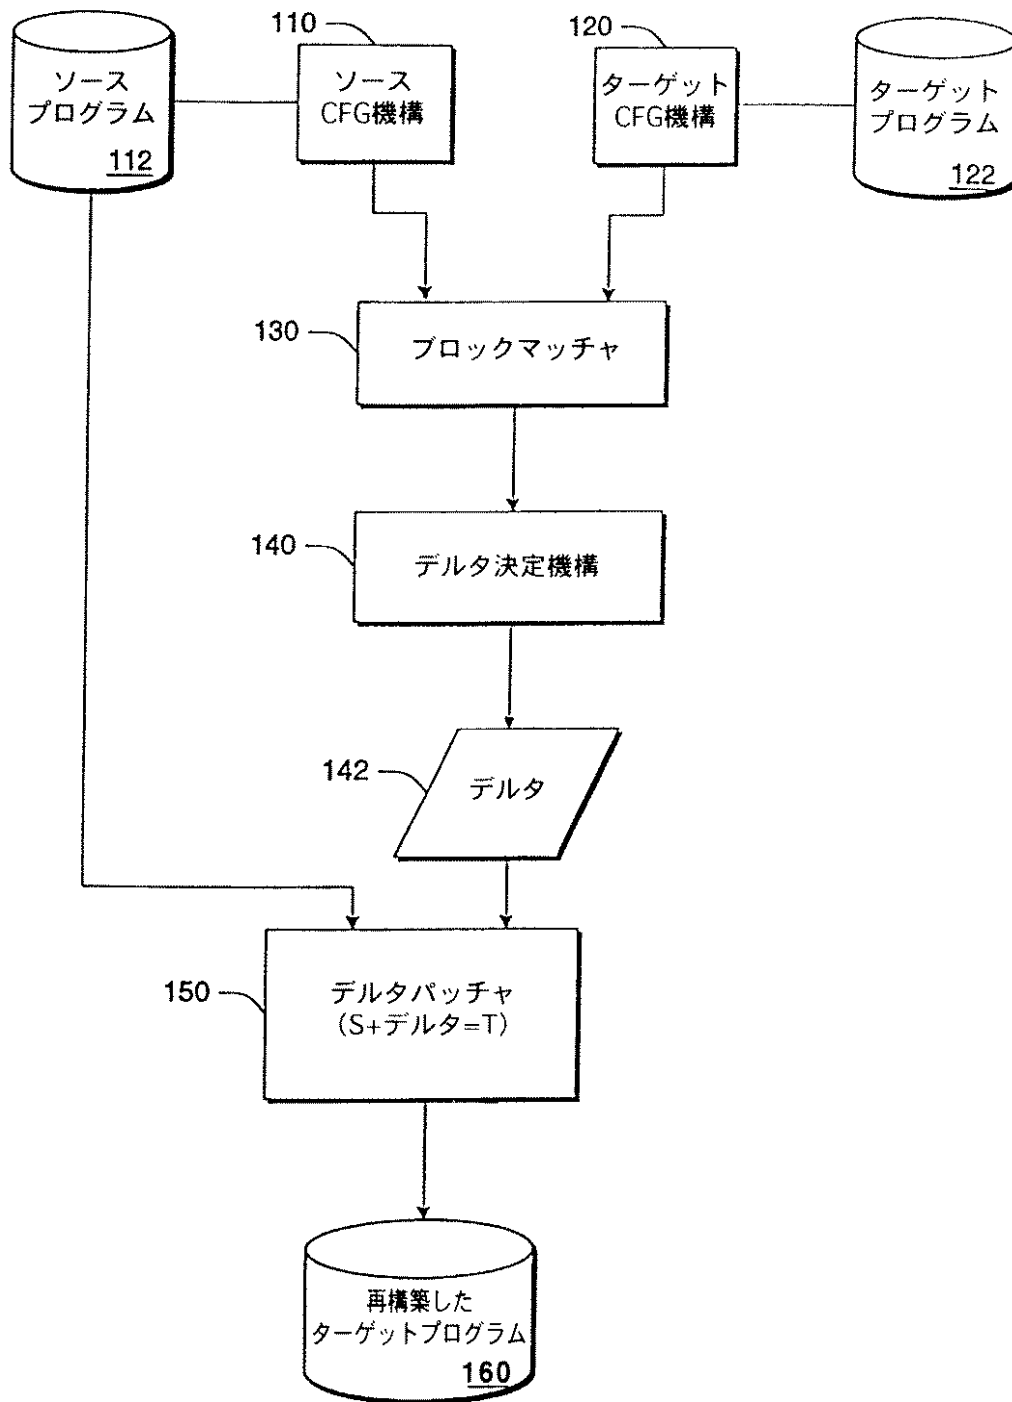 110
120
ソース
プログラム
112
ソース
CFG機構
ターゲット
CFG機構
ターゲット
プログラム
122
130
ブロックマッチャ
140
デルタ決定機構
142
デルタ
150
デルタパッチャ
(S+デルタ=T)
再構築した
ターゲットプログラム
160